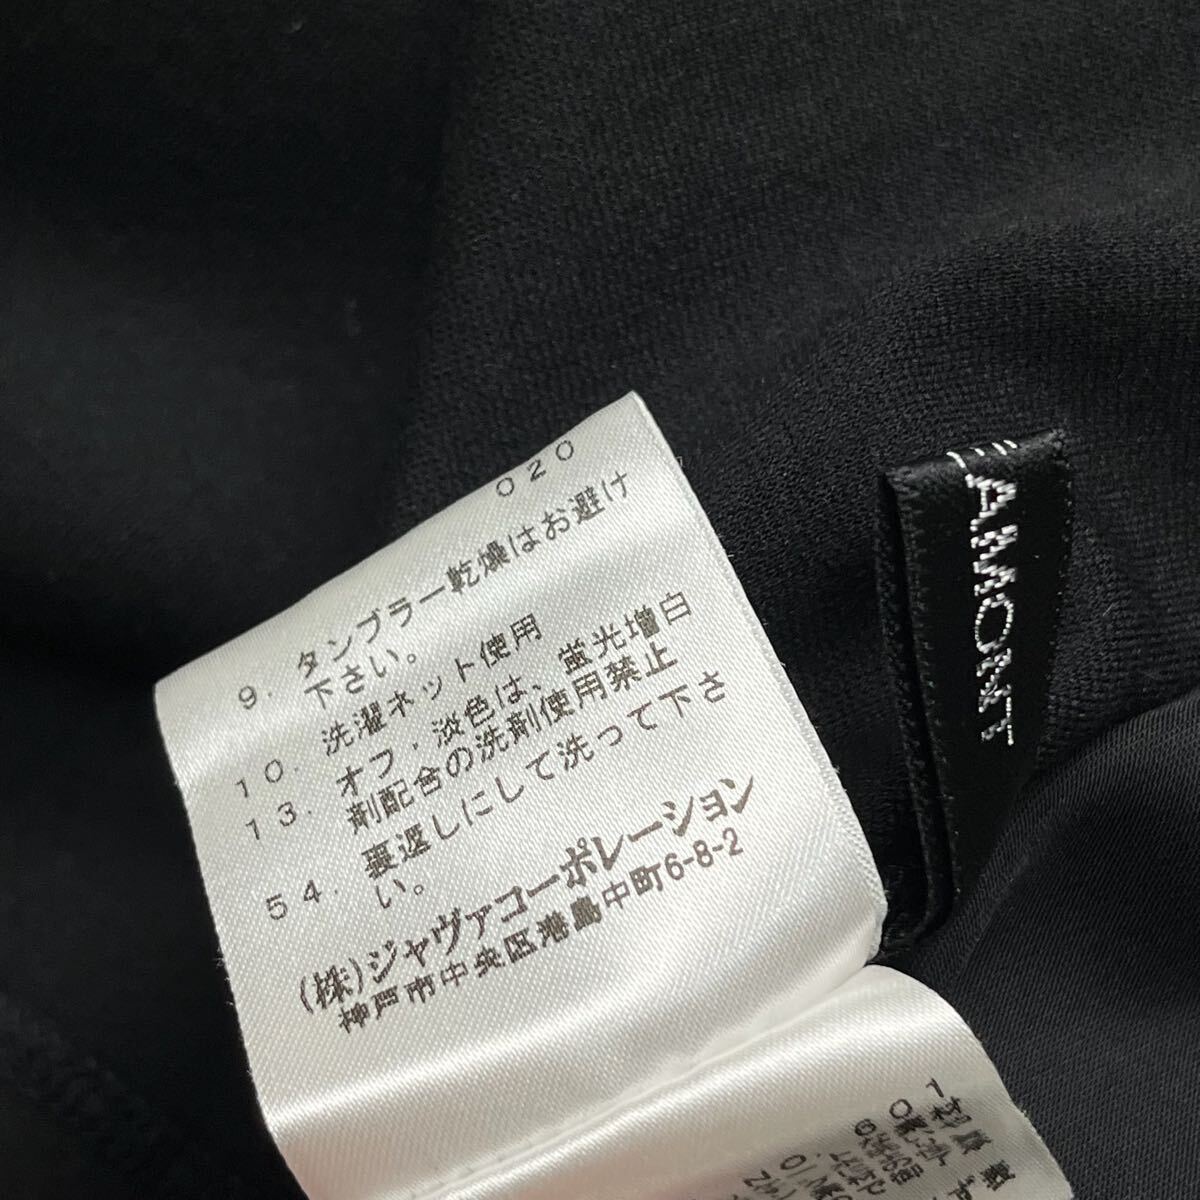 020
9. タンブラー乾燥はお避け
下さい。
10. 洗濯ネット使用
13. オフ・淡色は、蛍光増白
剤配合の洗剤使用禁止
54. 裏返しにして洗って下さ
い。
(株)ジャヴァコーポレーション
神戸市中央区港島中町6-8-2
AMONT